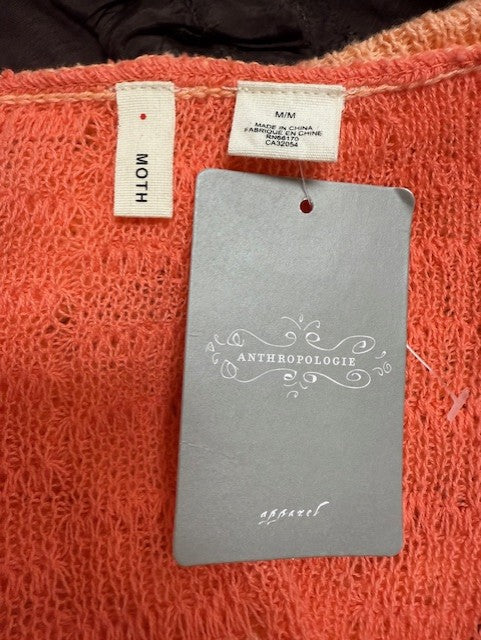 MOTH
M/M
MADE IN CHINA
FABRIQUE EN CHINE
RN66170
CA32054
ANTHROPOLOGIE
apparel